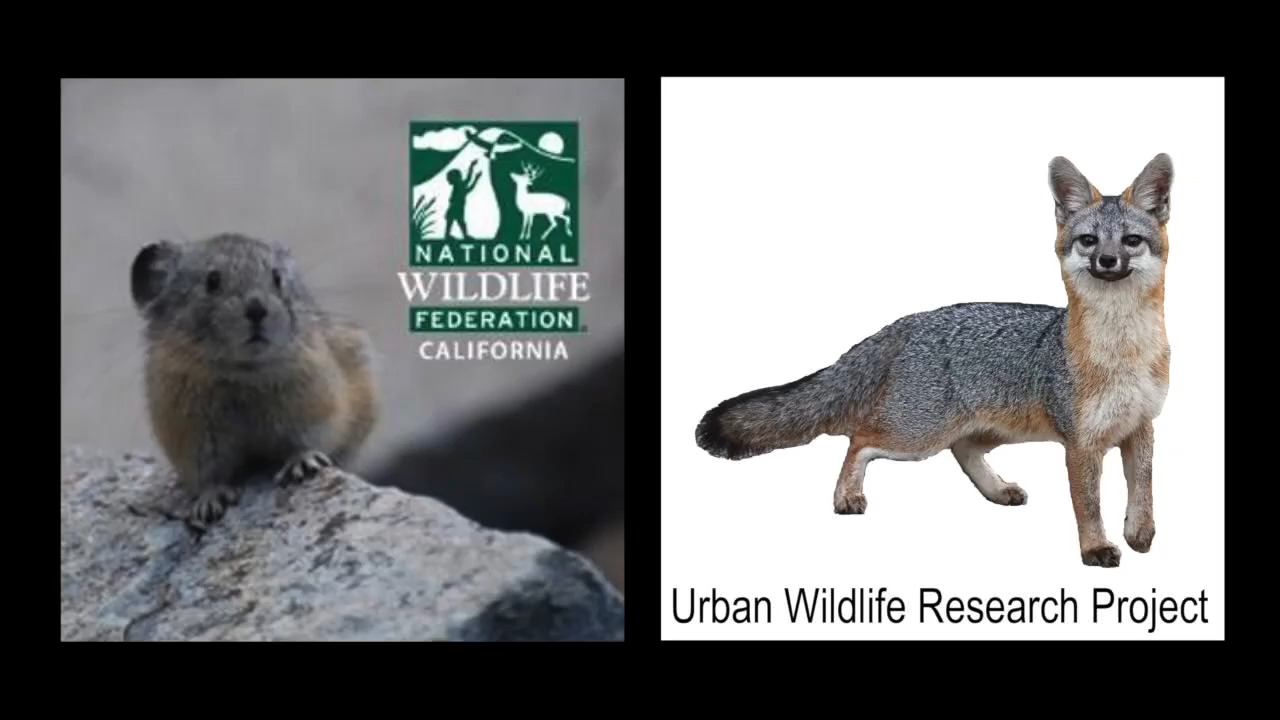 NATIONAL
WILDLIFE
FEDERATION
CALIFORNIA
Urban Wildlife Research Project